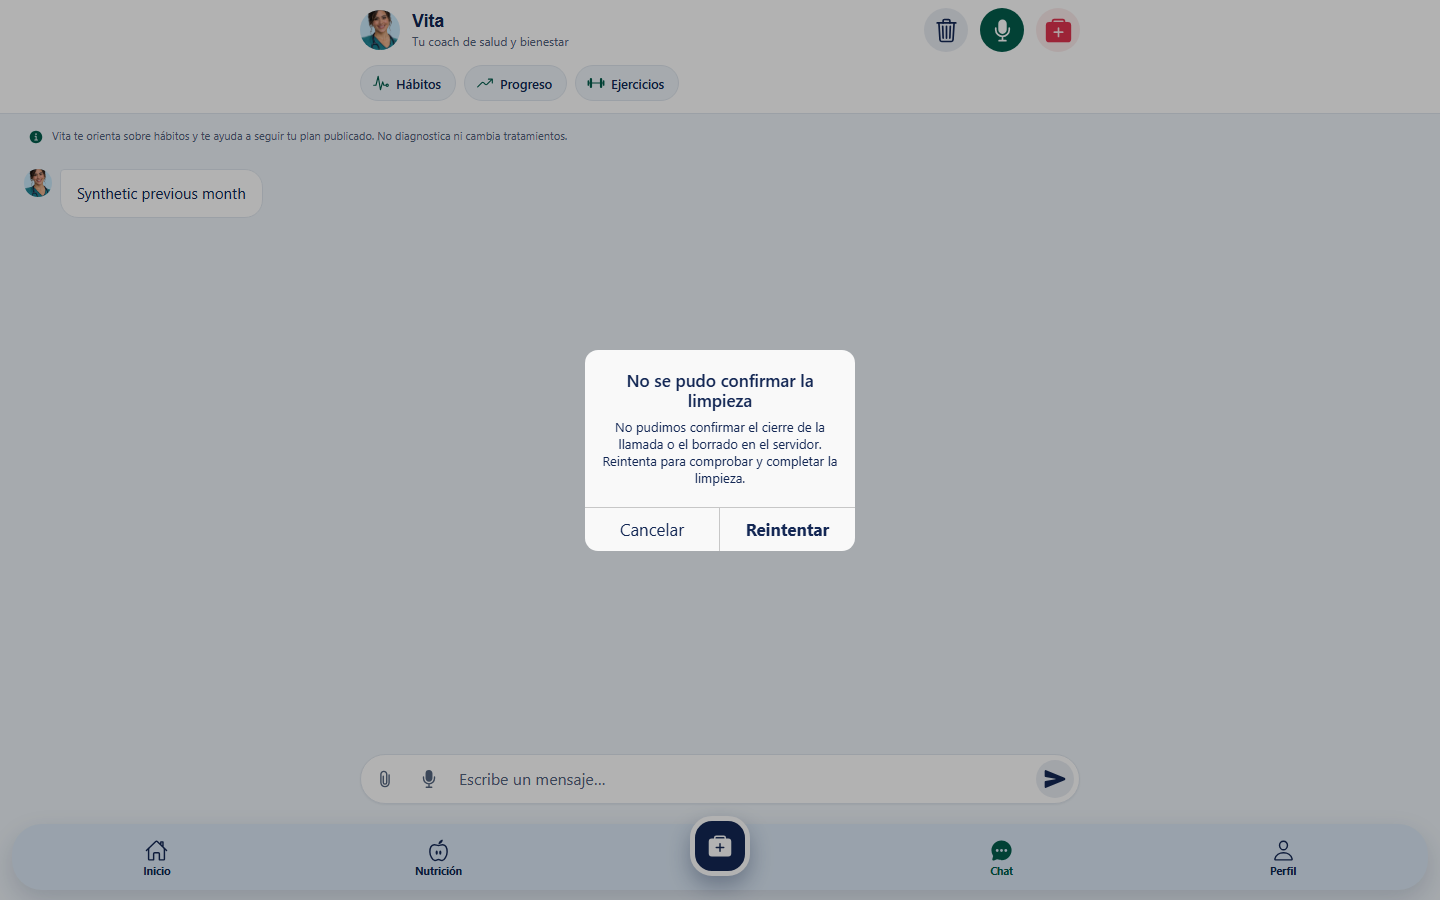 Vita
Tu coach de salud y bienestar
Hábitos
Progreso
Ejercicios
Vita te orienta sobre hábitos y te ayuda a seguir tu plan publicado. No diagnostica ni cambia tratamientos.
Synthetic previous month
No se pudo confirmar la
limpieza
No pudimos confirmar el cierre de la
llamada o el borrado en el servidor.
Reintenta para comprobar y completar la
limpieza.
Cancelar
Reintentar
Escribe un mensaje...
Inicio
Nutrición
Chat
Perfil